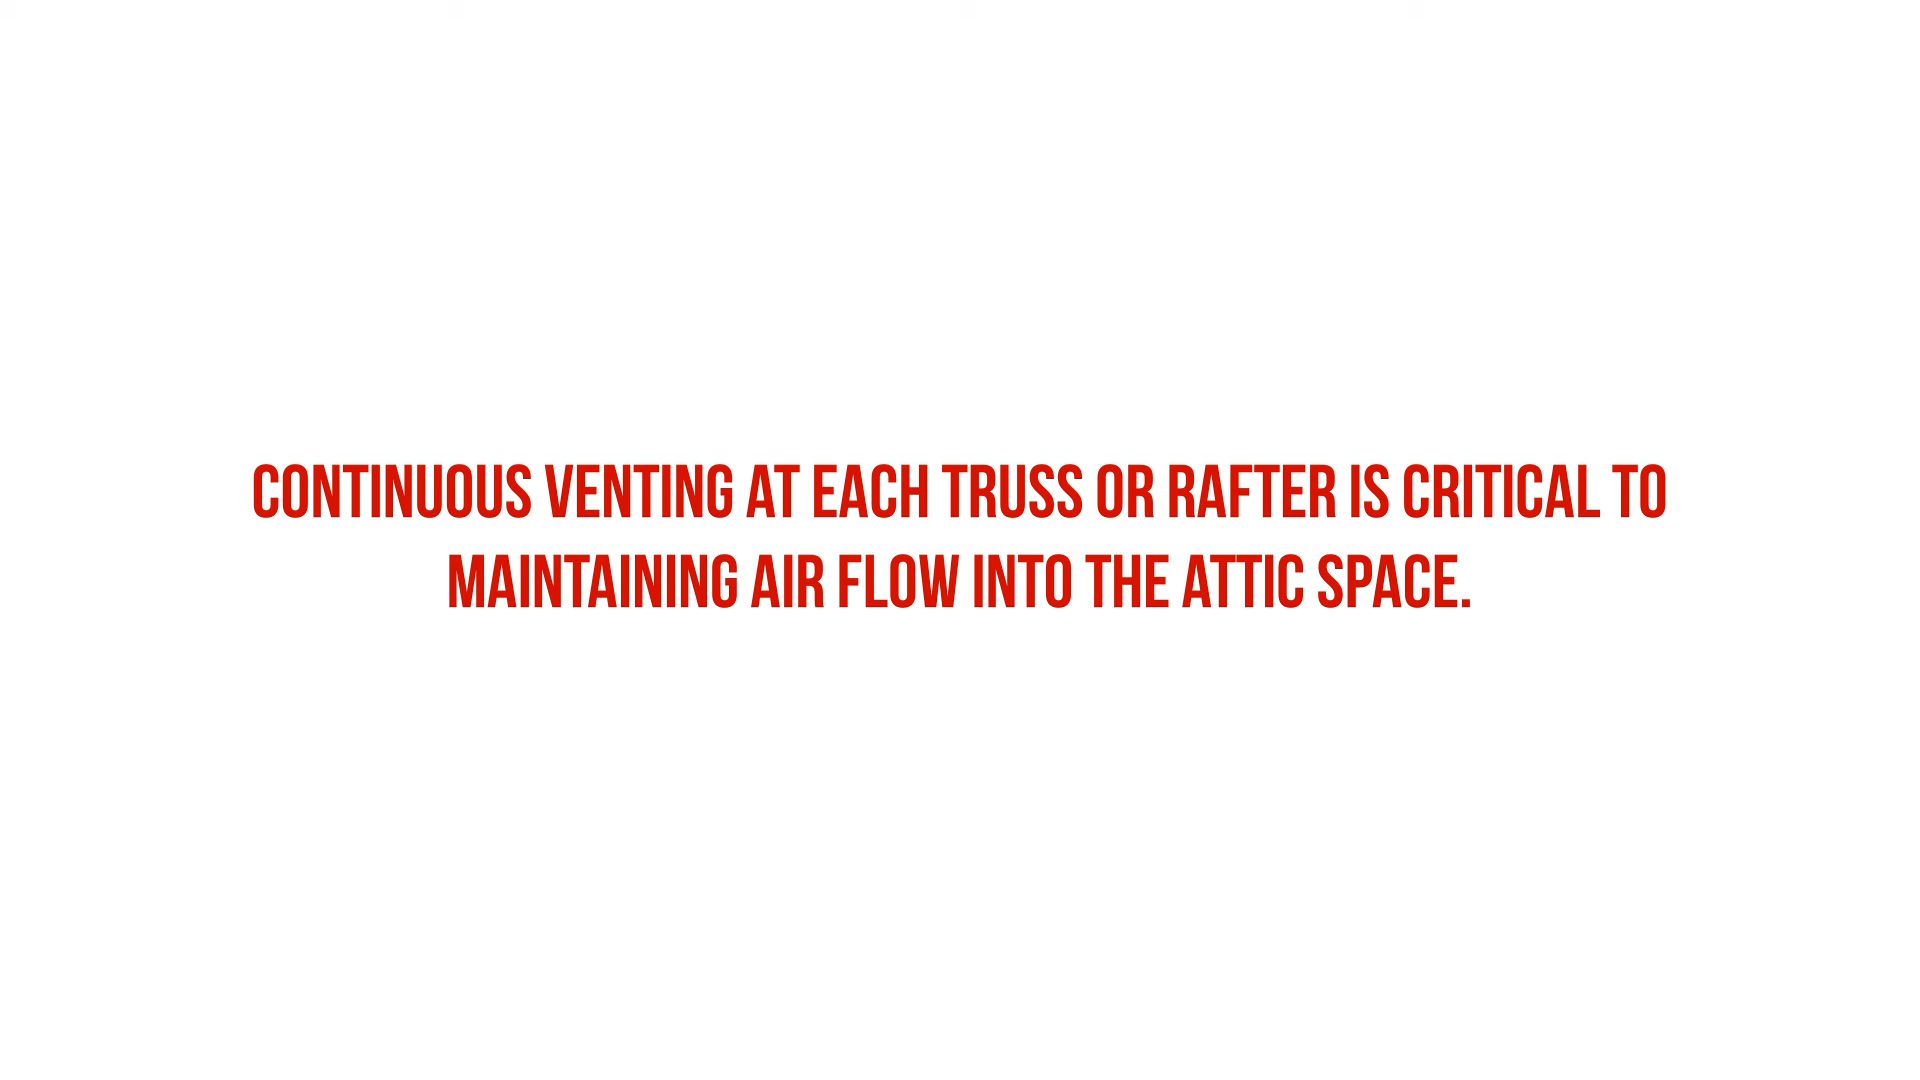 CONTINUOUS VENTING AT EACH TRUSS OR RAFTER IS CRITICAL TO
MAINTAINING AIR FLOW INTO THE ATTIC SPACE.